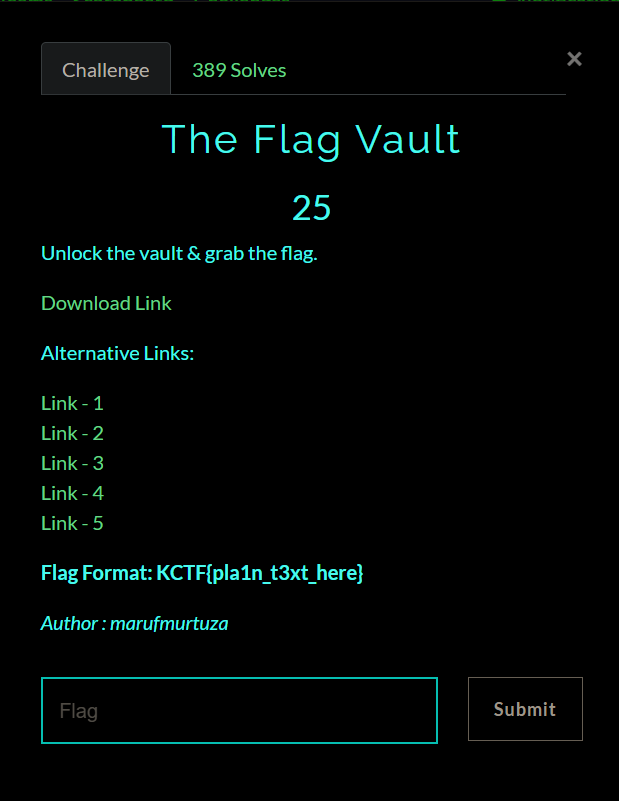 Challenge
389 Solves
×
The Flag Vault
25
Unlock the vault & grab the flag.
Download Link
Alternative Links:
Link - 1
Link - 2
Link - 3
Link - 4
Link - 5
Flag Format: KCTF{pla1n_t3xt_here}
Author : marufmurtuza
Flag
Submit